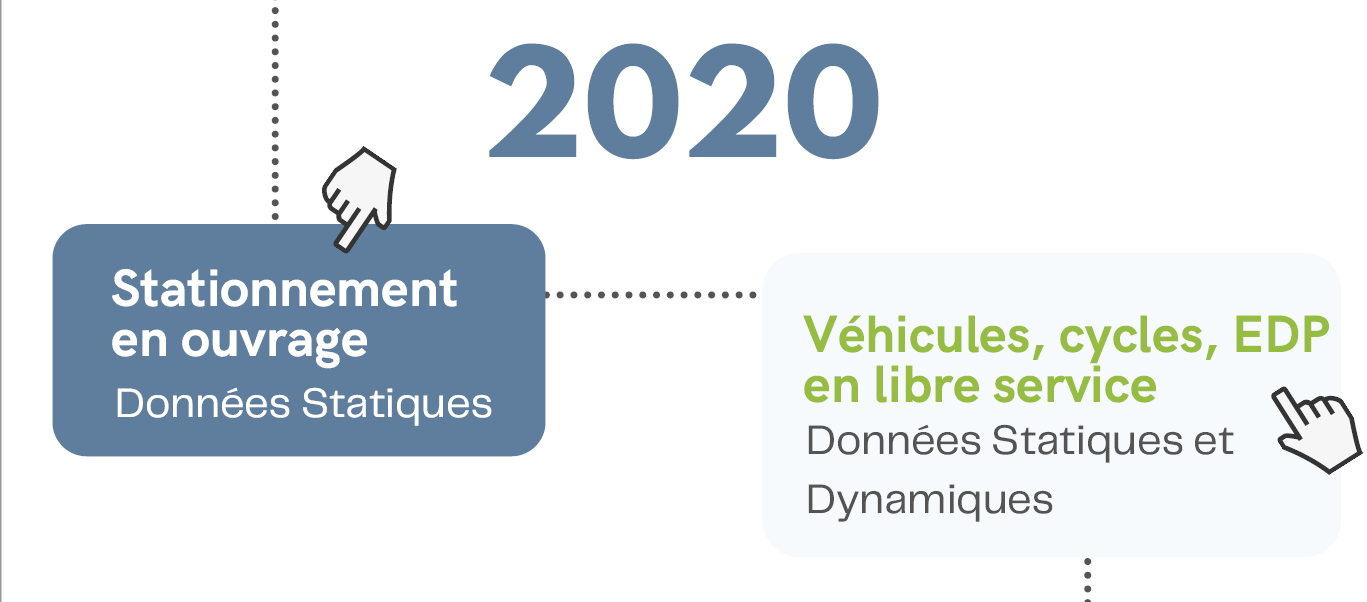 2020
Stationnement
en ouvrage
Données Statiques
Véhicules, cycles, EDP
en libre service
Données Statiques et
Dynamiques